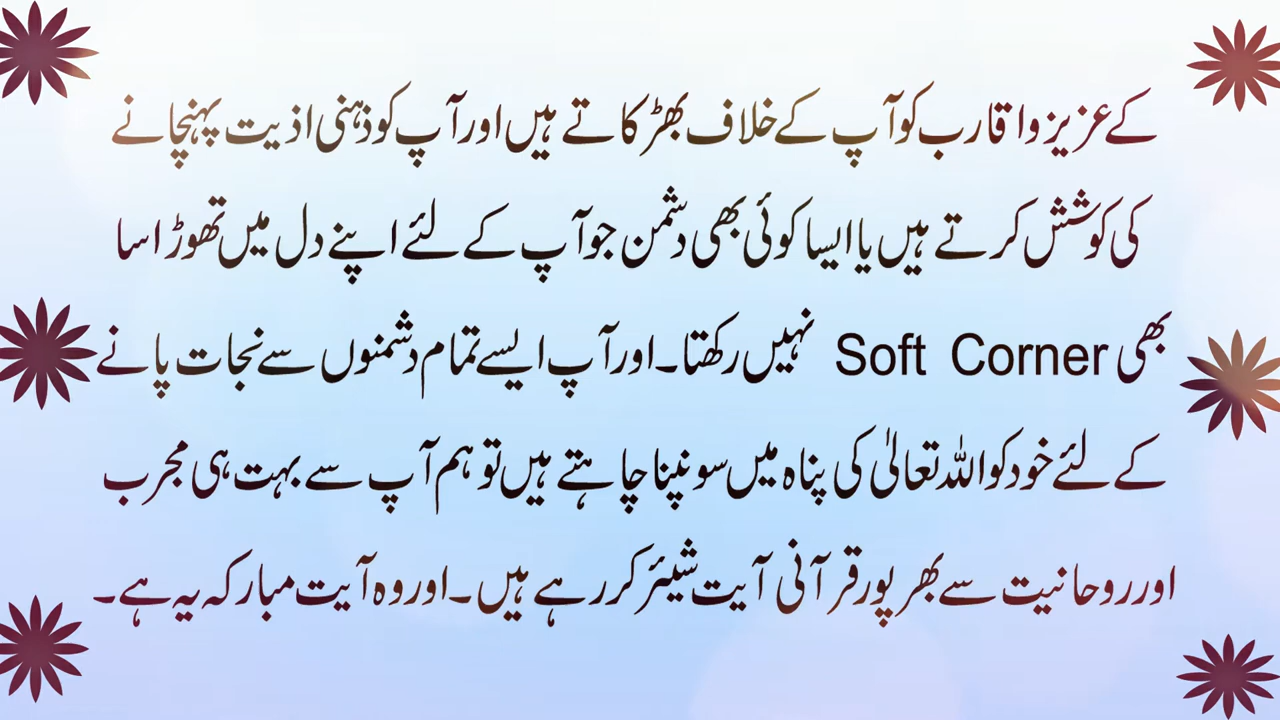 کے عزیز و اقارب کو آپ کے خلاف بھڑکاتے ہیں اور آپ کو ذہنی اذیت پہنچانے
کی کوشش کرتے ہیں یا ایسا کوئی بھی دشمن جو آپ کے لئے اپنے دل میں تھوڑا سا
بھی Soft Corner نہیں رکھتا۔ اور آپ ایسے تمام دشمنوں سے نجات پانے
کے لئے خود کو اللہ تعالیٰ کی پناہ میں سونپنا چاہتے ہیں تو ہم آپ سے بہت ہی مجرب
اور روحانیت سے بھرپور قرآنی آیت شیئر کر رہے ہیں۔ اور وہ آیت مبارکہ یہ ہے۔